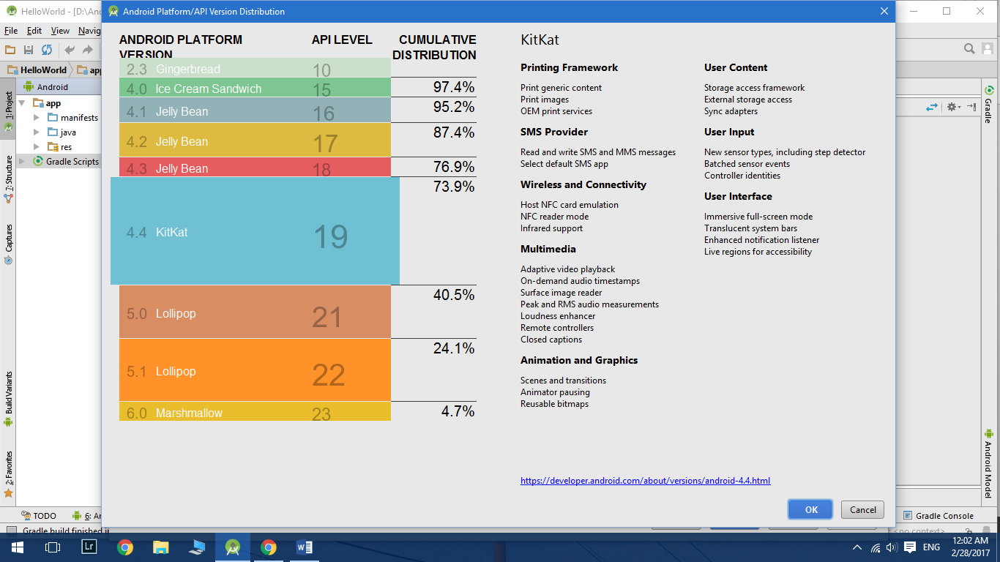 HelloWorld - [D:\And
Android Platform/API Version Distribution
File Edit View Navig
HelloWorld app
Android
app
manifests
java
res
Gradle Scripts
1: Project
7: Structure
Captures
Build Variants
2: Favorites
ANDROID PLATFORM VERSION
API LEVEL
CUMULATIVE DISTRIBUTION
2.3 Gingerbread 10
4.0 Ice Cream Sandwich 15 97.4%
4.1 Jelly Bean 16 95.2%
4.2 Jelly Bean 17 87.4%
4.3 Jelly Bean 18 76.9%
4.4 KitKat 19 73.9%
5.0 Lollipop 21 40.5%
5.1 Lollipop 22 24.1%
6.0 Marshmallow 23 4.7%
KitKat
Printing Framework
Print generic content
Print images
OEM print services
SMS Provider
Read and write SMS and MMS messages
Select default SMS app
Wireless and Connectivity
Host NFC card emulation
NFC reader mode
Infrared support
Multimedia
Adaptive video playback
On-demand audio timestamps
Surface image reader
Peak and RMS audio measurements
Loudness enhancer
Remote controllers
Closed captions
Animation and Graphics
Scenes and transitions
Animator pausing
Reusable bitmaps
User Content
Storage access framework
External storage access
Sync adapters
User Input
New sensor types, including step detector
Batched sensor events
Controller identities
User Interface
Immersive full-screen mode
Translucent system bars
Enhanced notification listener
Live regions for accessibility
https://developer.android.com/about/versions/android-4.4.html
OK Cancel
Gradle
Android Model
TODO 6: An
Gradle Console
Gradle build finished i
<no context>
Lr
ENG
12:02 AM
2/28/2017